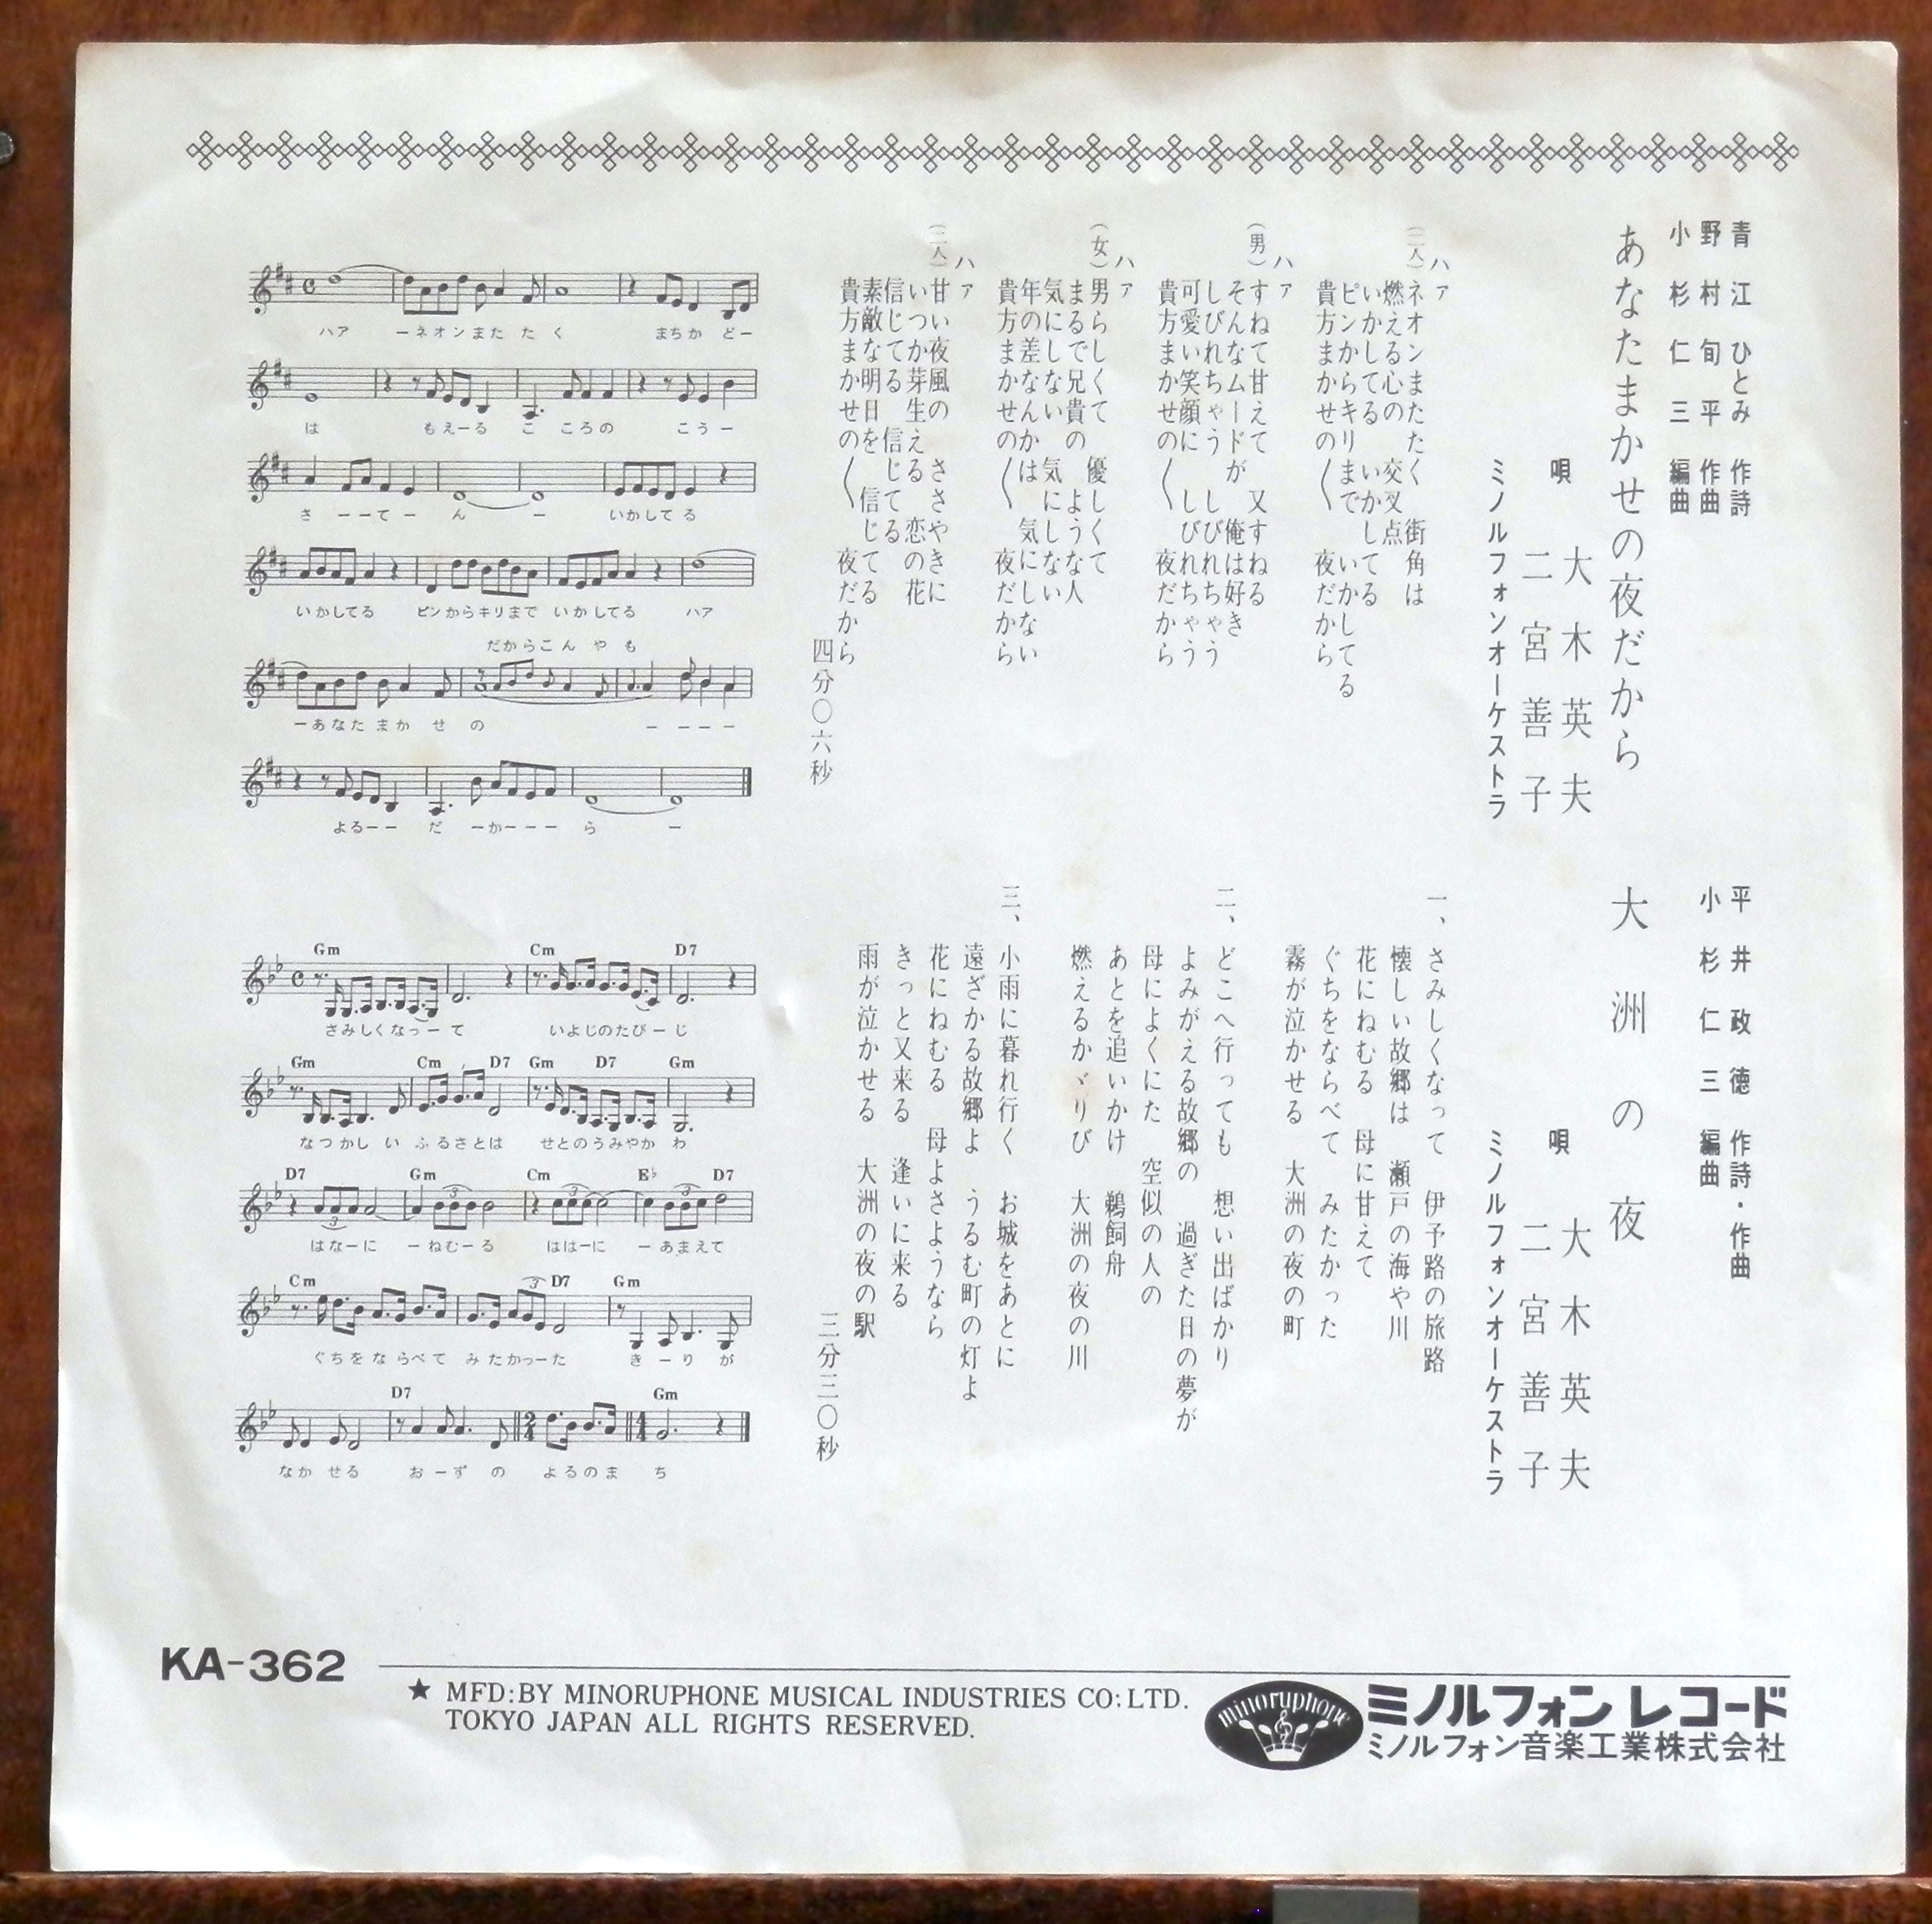 青江ひとみ 作詩
野村旬平 作曲
小杉仁三 編曲
あなたまかせの夜だから
唄 大木英夫
二宮善子
ミノルフォンオーケストラ
ハァ
(二人)ネオンまたたく 街角は
燃える心の 交叉点
いかしてる いかしてる
ピンからキリまで いかしてる
貴方まかせの〱 夜だから
ハァ
(男)すねて甘えて 又すねる
そんなムードが 俺は好き
しびれちゃう しびれちゃう
可愛い笑顔に しびれちゃう
貴方まかせの〱 夜だから
ハァ
(女)男らしくて 優しくて
まるで兄貴の ような人
気にしない 気にしない
年の差なんかは 気にしない
貴方まかせの〱 夜だから
ハァ
(二人)甘い夜風の ささやきに
いつか芽生える 恋の花
信じてる 信じてる
素敵な明日を 信じてる
貴方まかせの〱 夜だから
四分〇六秒
ハア ーネオンまた た く まちか どー
は もえーる こ ころの こうー
さ ーーてー ん ー いかしてる
いかしてる ピンからキリまで いかしてる ハア
だからこん や も
ーあなた まか せ の ー ー ー ー
よるーー だ ーかーーー ら ー
平井政徳 作詩・作曲
小杉仁三 編曲
大洲の夜
唄 大木英夫
二宮善子
ミノルフォンオーケストラ
一、さみしくなって 伊予路の旅路
懐しい故郷は 瀬戸の海や川
花にねむる 母に甘えて
ぐちをならべて みたかった
霧が泣かせる 大洲の夜の町
二、どこへ行っても 想い出ばかり
よみがえる故郷の 過ぎた日の夢が
母によくにた 空似の人の
あとを追いかけ 鵜飼舟
燃えるかゞりび 大洲の夜の川
三、小雨に暮れ行く お城をあとに
遠ざかる故郷よ うるむ町の灯よ
花にねむる 母よさようなら
きっと又来る 逢いに来る
雨が泣かせる 大洲の夜の駅
三分三〇秒
Gm Cm D7
さみしくなっーて いよじのたびーじ
Gm Cm D7 Gm D7 Gm
なつかしい ふるさとは せとのうみやか わ
D7 Gm Cm E♭ D7
はなーに ーねむーる ははーに ーあまえて
Cm D7 Gm
ぐちをならべて みたかった きーり が
D7 Gm
なか せる おーず の よるのま ち
KA-362
★ MFD:BY MINORUPHONE MUSICAL INDUSTRIES CO:LTD.
TOKYO JAPAN ALL RIGHTS RESERVED.
minoruphone
ミノルフォンレコード
ミノルフォン音楽工業株式会社